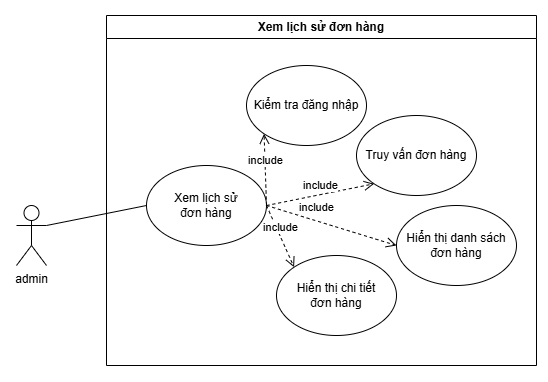 Xem lịch sử đơn hàng
Kiểm tra đăng nhập
Truy vấn đơn hàng
include
include
Xem lịch sử
đơn hàng
include
include
Hiển thị danh sách
đơn hàng
Hiển thị chi tiết
đơn hàng
admin